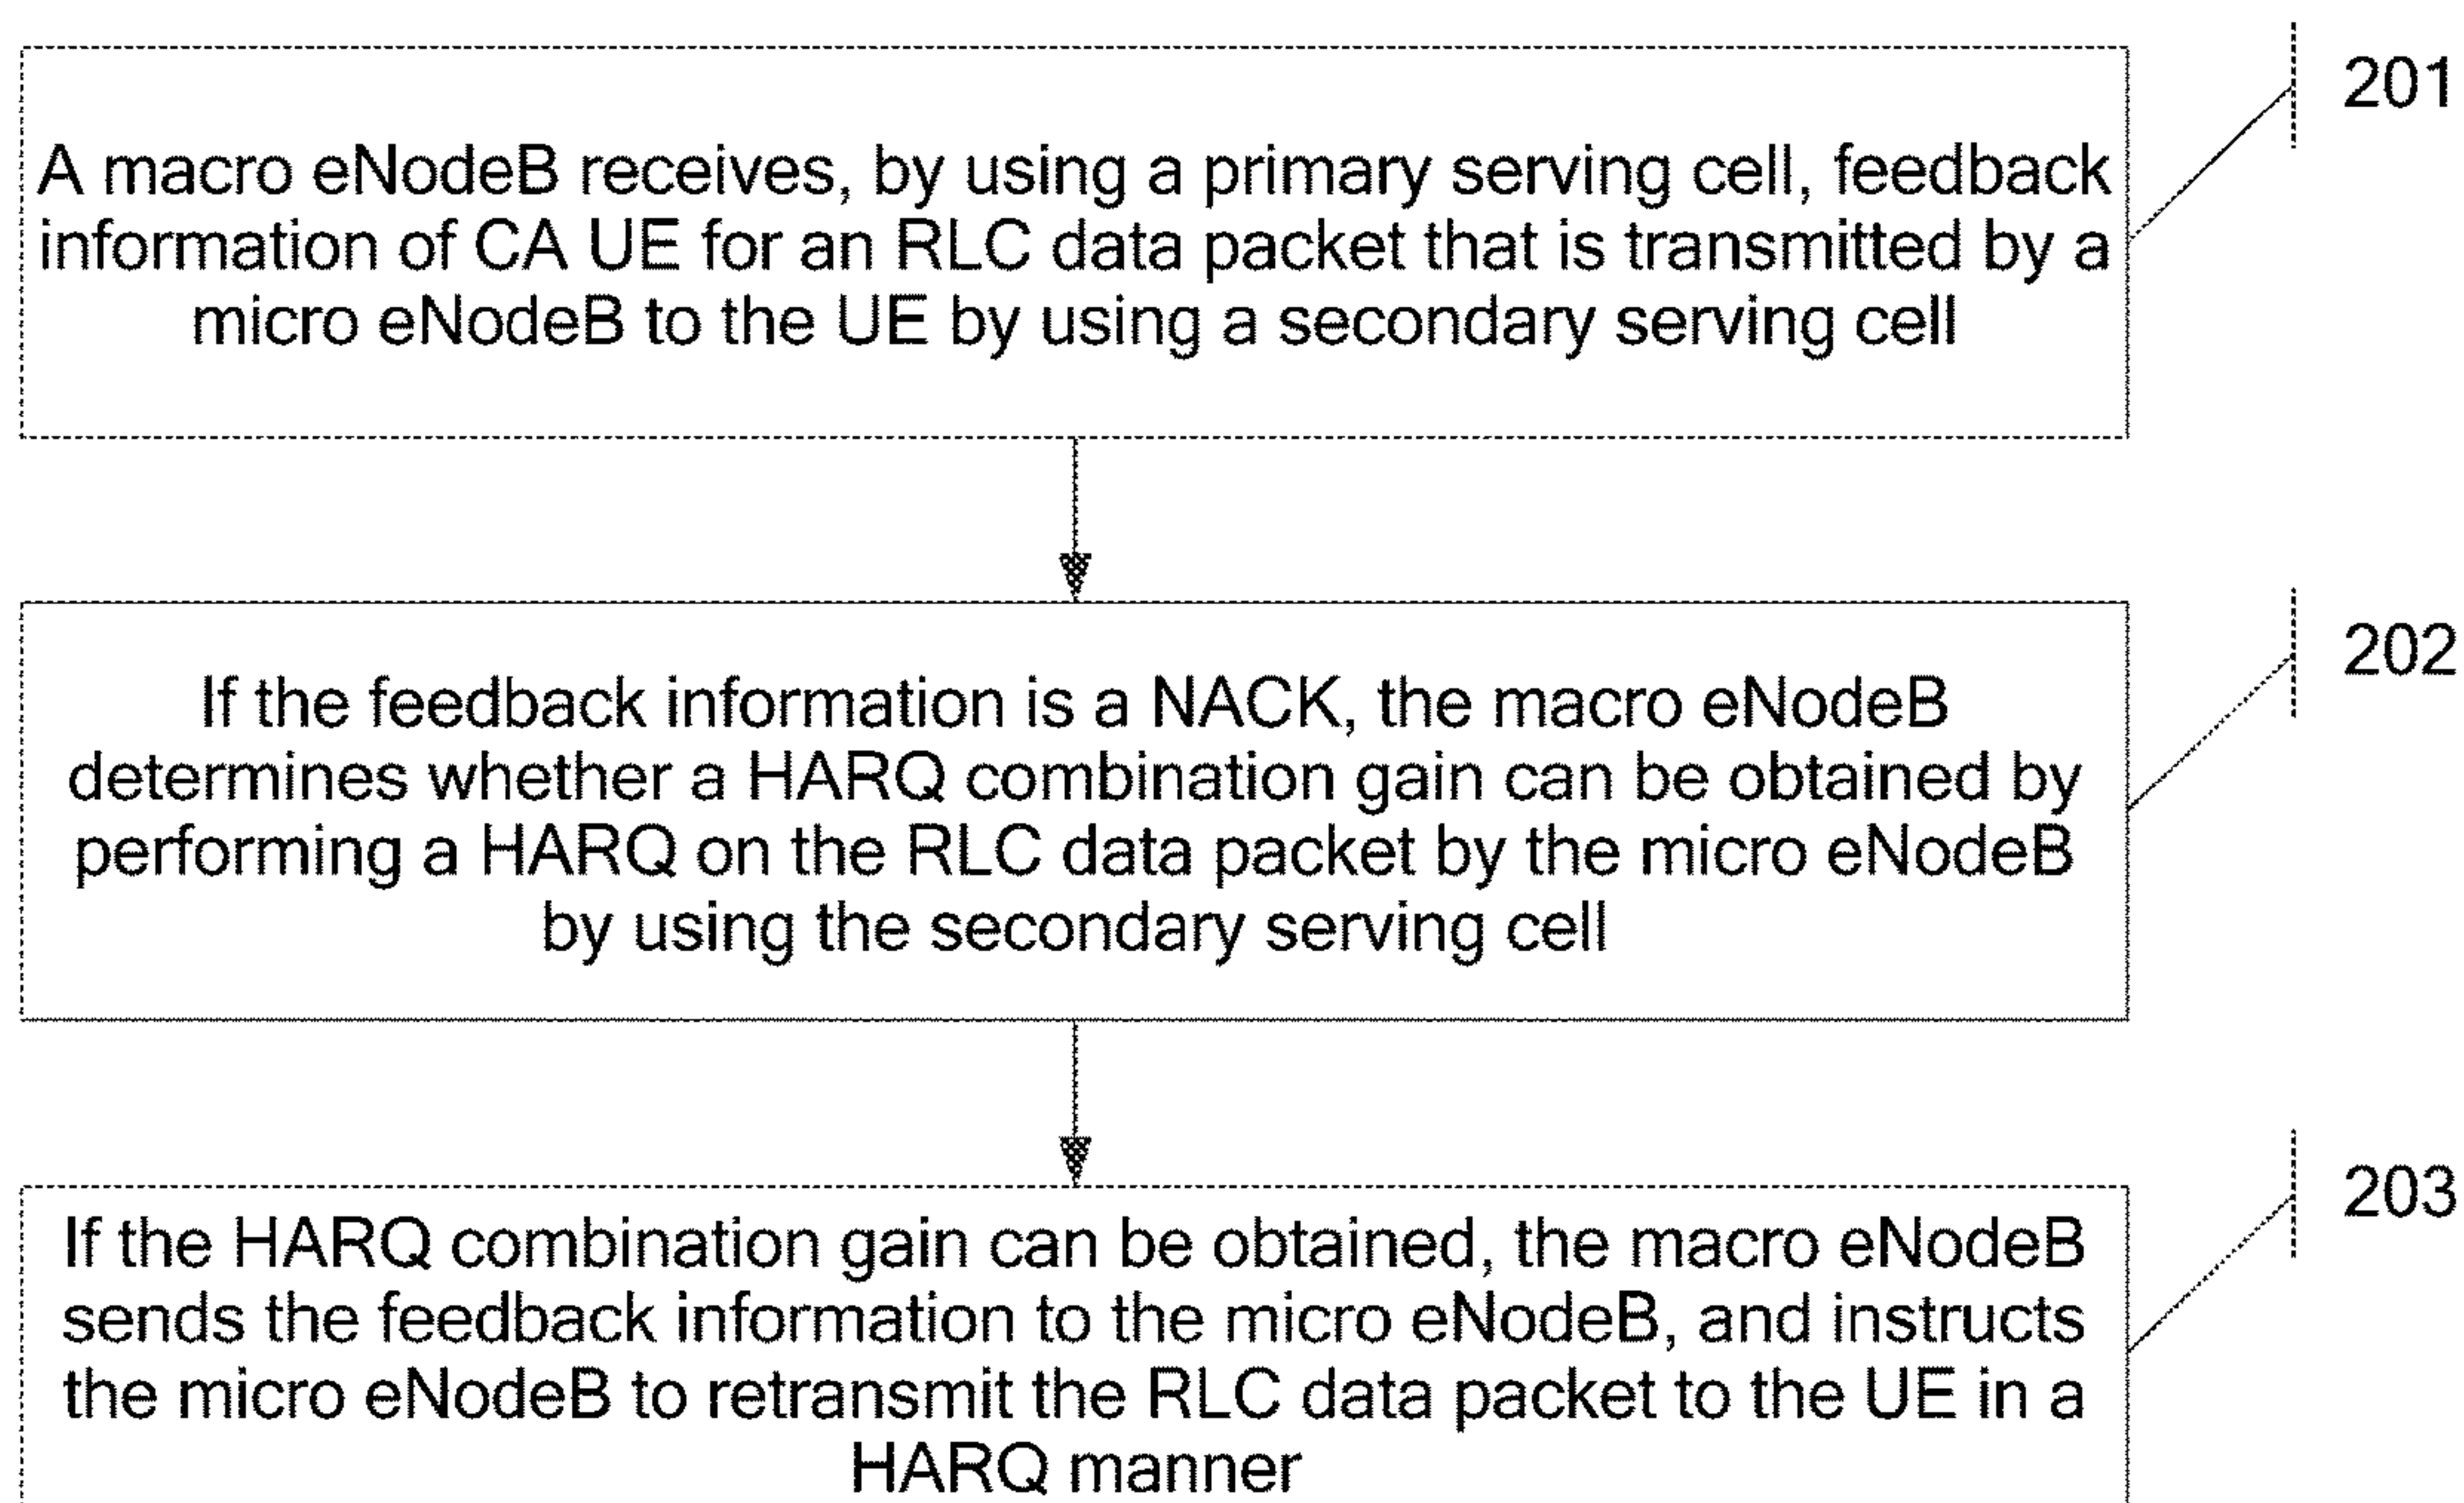 201
A macro eNodeB receives, by using a primary serving cell, feedback
information of CA UE for an RLC data packet that is transmitted by a
micro eNodeB to the UE by using a secondary serving cell
202
If the feedback information is a NACK, the macro eNodeB
determines whether a HARQ combination gain can be obtained by
performing a HARQ on the RLC data packet by the micro eNodeB
by using the secondary serving cell
203
If the HARQ combination gain can be obtained, the macro eNodeB
sends the feedback information to the micro eNodeB, and instructs
the micro eNodeB to retransmit the RLC data packet to the UE in a
HARQ manner